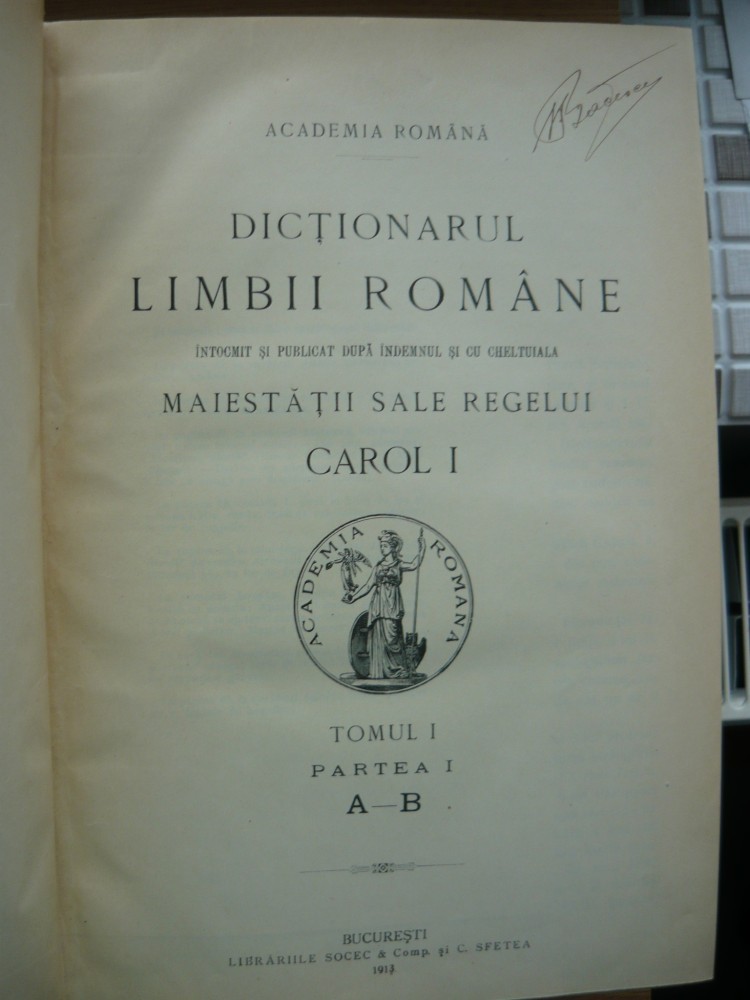 ACADEMIA ROMÂNĂ
DICȚIONARUL
LIMBII ROMÂNE
ÎNTOCMIT ȘI PUBLICAT DUPĂ ÎNDEMNUL ȘI CU CHELTUIALA
MAIESTĂȚII SALE REGELUI
CAROL I
ACADEMIA ROMANA
TOMUL I
PARTEA I
A—B
BUCUREȘTI
LIBRĂRIILE SOCEC & Comp. și C. SFETEA
1913